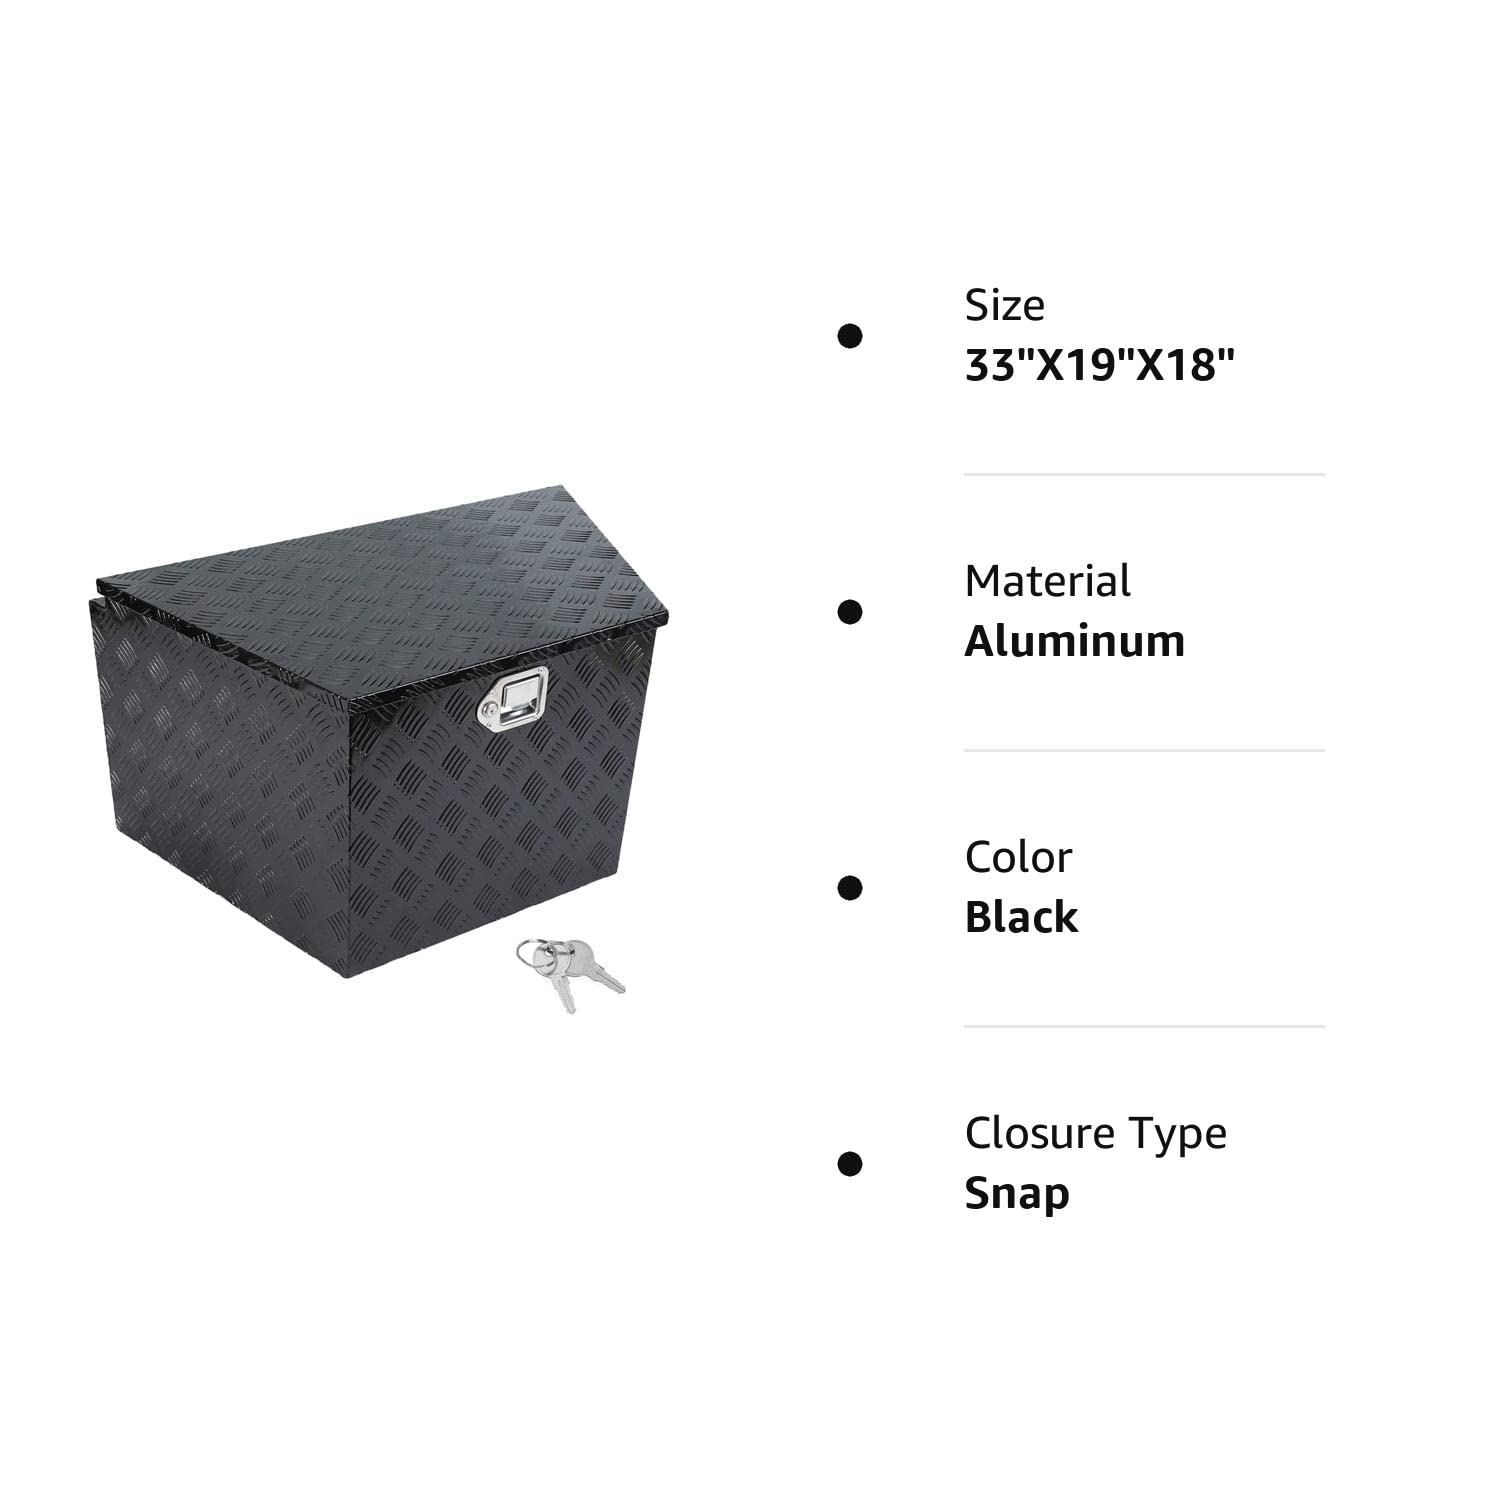 Size
33"X19"X18"
Material
Aluminum
Color
Black
Closure Type
Snap